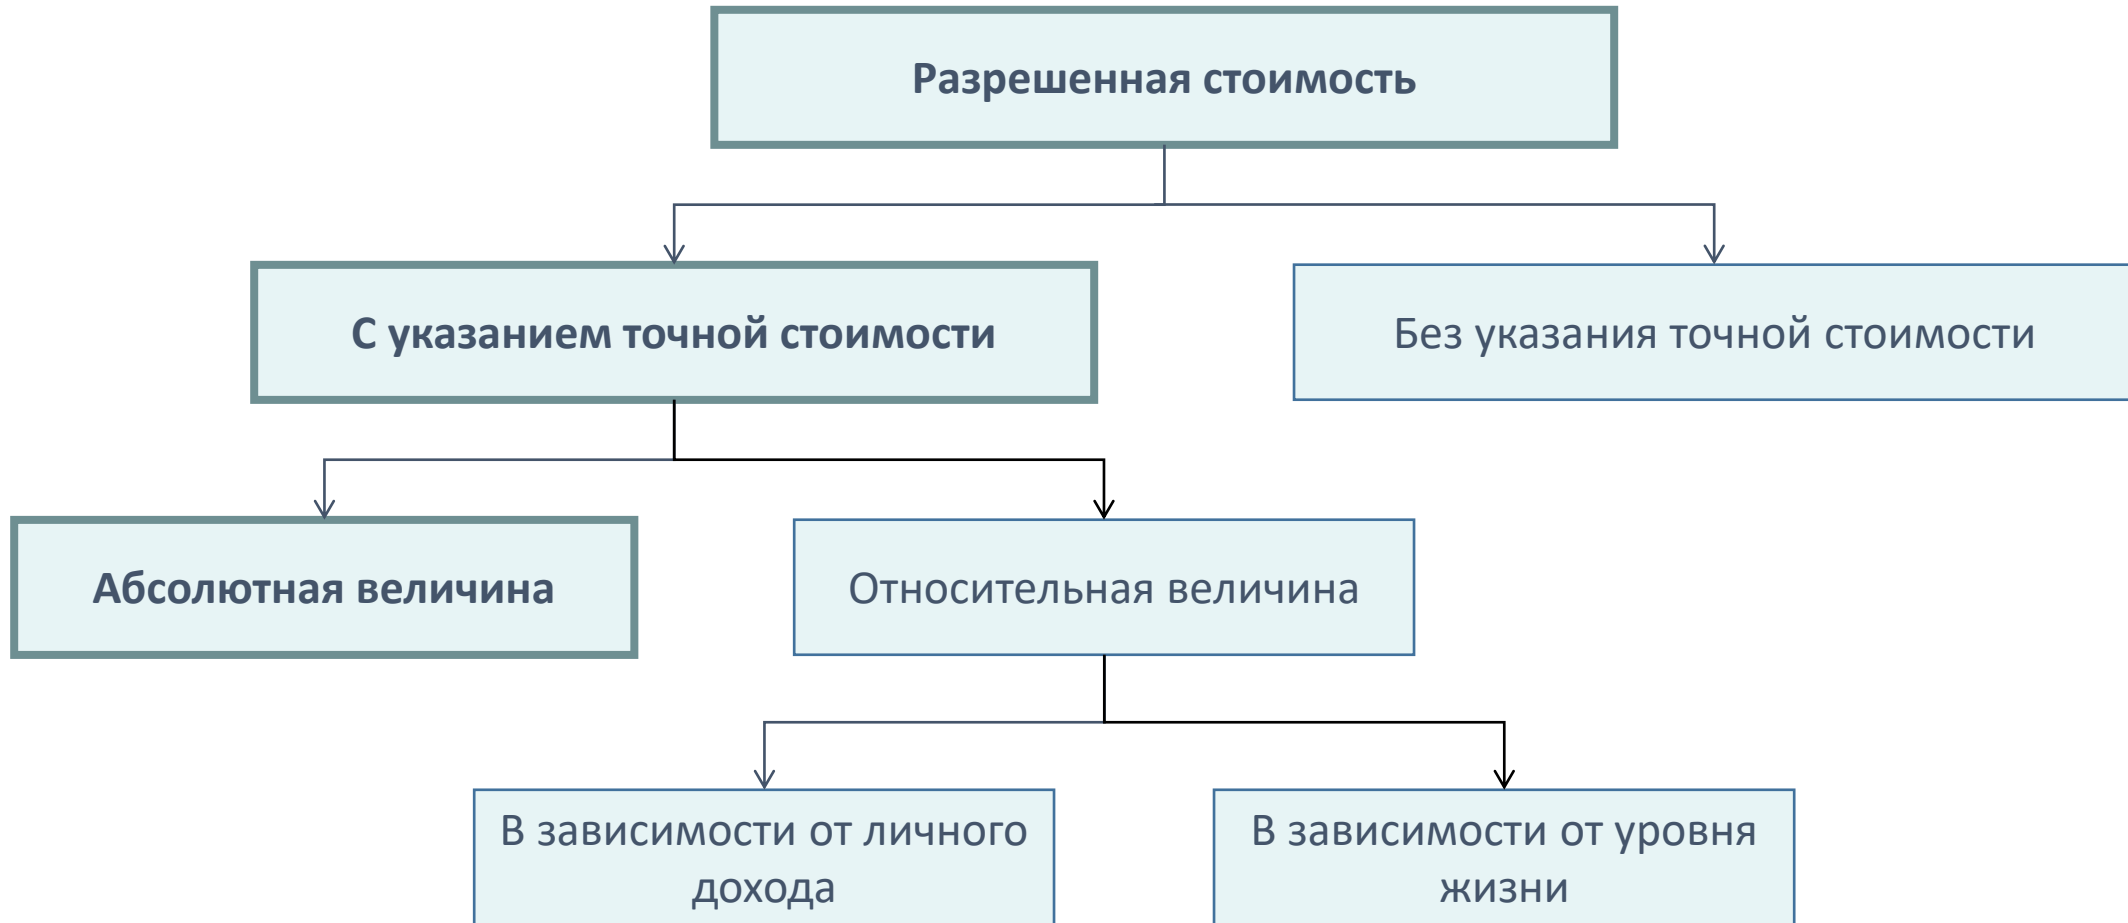 Разрешенная стоимость
С указанием точной стоимости
Без указания точной стоимости
Абсолютная величина
Относительная величина
В зависимости от личного
дохода
В зависимости от уровня
жизни